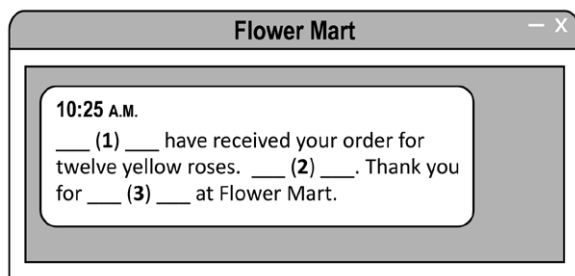 Flower Mart
– X
10:25 A.M.
___ (1) ___ have received your order for
twelve yellow roses. ___ (2) ___. Thank you
for ___ (3) ___ at Flower Mart.